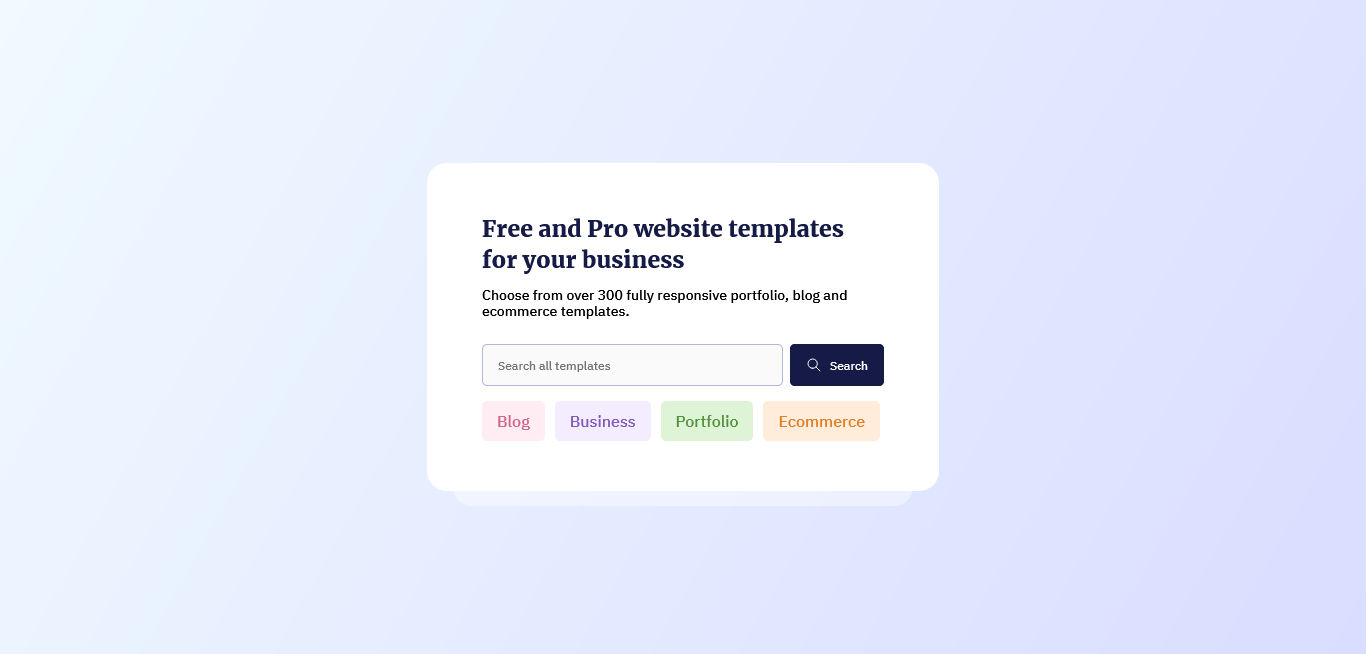 Free and Pro website templates
for your business
Choose from over 300 fully responsive portfolio, blog and
ecommerce templates.
Search all templates
Search
Blog
Business
Portfolio
Ecommerce